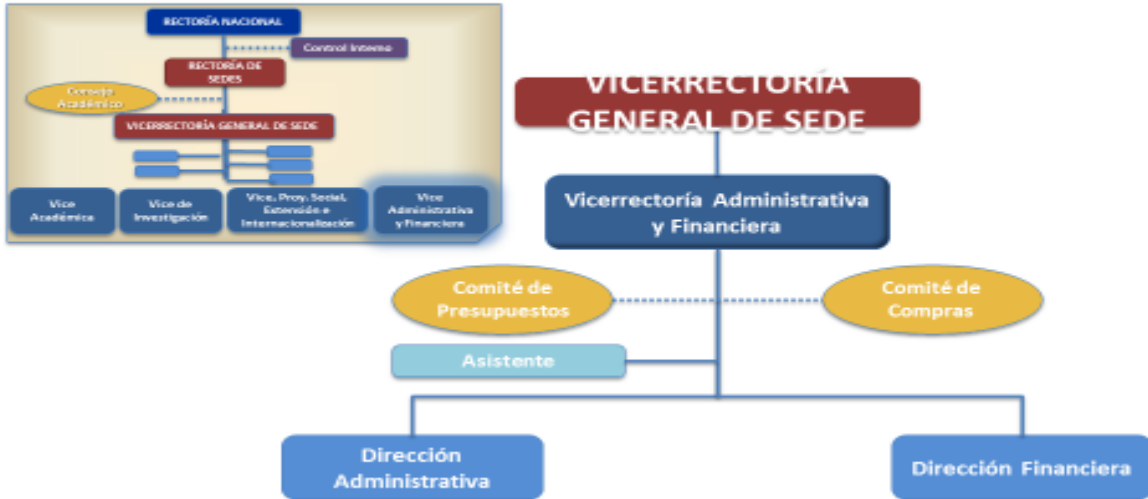 RECTORÍA NACIONAL
Control Interno
RECTORÍA DE
SEDES
Consejo
Académico
VICERRECTORÍA GENERAL DE SEDE
Vice
Académica
Vice de
Investigación
Vice. Proy. Social,
Extensión e
Internacionalización
Vice
Administrativa
y Financiera
VICERRECTORÍA
GENERAL DE SEDE
Vicerrectoría Administrativa
y Financiera
Comité de
Presupuestos
Comité de
Compras
Asistente
Dirección
Administrativa
Dirección Financiera